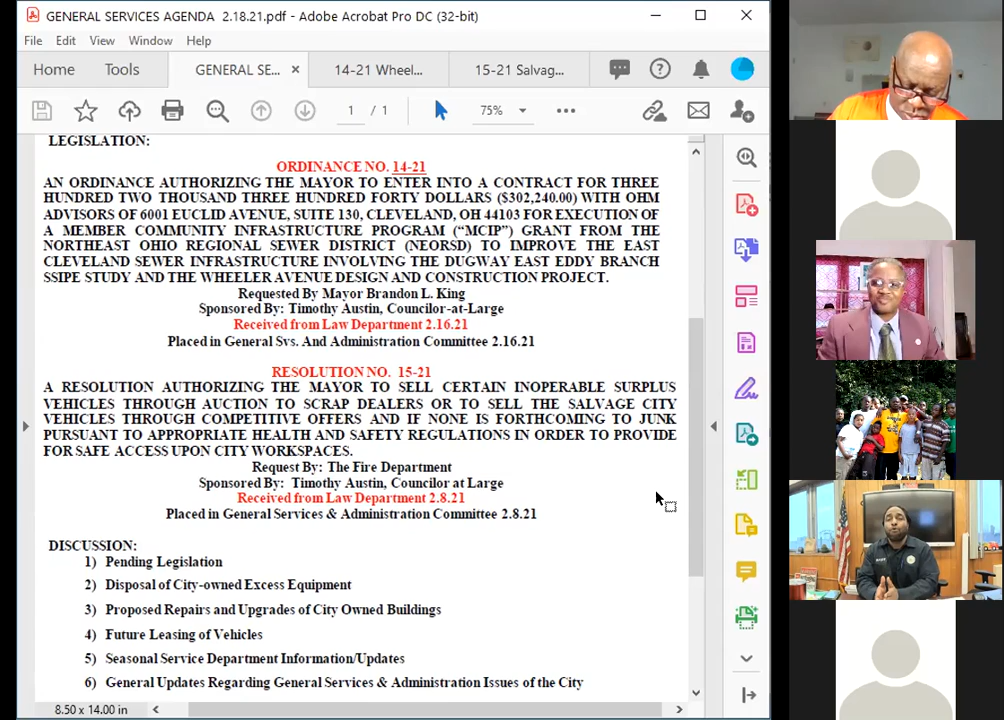 GENERAL SERVICES AGENDA 2.18.21.pdf - Adobe Acrobat Pro DC (32-bit)
File Edit View Window Help
Home Tools GENERAL SE... 14-21 Wheel... 15-21 Salvag...
1 / 1 75%
LEGISLATION:
ORDINANCE NO. 14-21
AN ORDINANCE AUTHORIZING THE MAYOR TO ENTER INTO A CONTRACT FOR THREE
HUNDRED TWO THOUSAND THREE HUNDRED FORTY DOLLARS ($302,240.00) WITH OHM
ADVISORS OF 6001 EUCLID AVENUE, SUITE 130, CLEVELAND, OH 44103 FOR EXECUTION OF
A MEMBER COMMUNITY INFRASTRUCTURE PROGRAM (“MCIP”) GRANT FROM THE
NORTHEAST OHIO REGIONAL SEWER DISTRICT (NEORSD) TO IMPROVE THE EAST
CLEVELAND SEWER INFRASTRUCTURE INVOLVING THE DUGWAY EAST EDDY BRANCH
SSIPE STUDY AND THE WHEELER AVENUE DESIGN AND CONSTRUCTION PROJECT.
Requested By Mayor Brandon L. King
Sponsored By: Timothy Austin, Councilor-at-Large
Received from Law Department 2.16.21
Placed in General Svs. And Administration Committee 2.16.21
RESOLUTION NO. 15-21
A RESOLUTION AUTHORIZING THE MAYOR TO SELL CERTAIN INOPERABLE SURPLUS
VEHICLES THROUGH AUCTION TO SCRAP DEALERS OR TO SELL THE SALVAGE CITY
VEHICLES THROUGH COMPETITIVE OFFERS AND IF NONE IS FORTHCOMING TO JUNK
PURSUANT TO APPROPRIATE HEALTH AND SAFETY REGULATIONS IN ORDER TO PROVIDE
FOR SAFE ACCESS UPON CITY WORKSPACES.
Request By: The Fire Department
Sponsored By: Timothy Austin, Councilor at Large
Received from Law Department 2.8.21
Placed in General Services & Administration Committee 2.8.21
DISCUSSION:
1) Pending Legislation
2) Disposal of City-owned Excess Equipment
3) Proposed Repairs and Upgrades of City Owned Buildings
4) Future Leasing of Vehicles
5) Seasonal Service Department Information/Updates
6) General Updates Regarding General Services & Administration Issues of the City
8.50 x 14.00 in